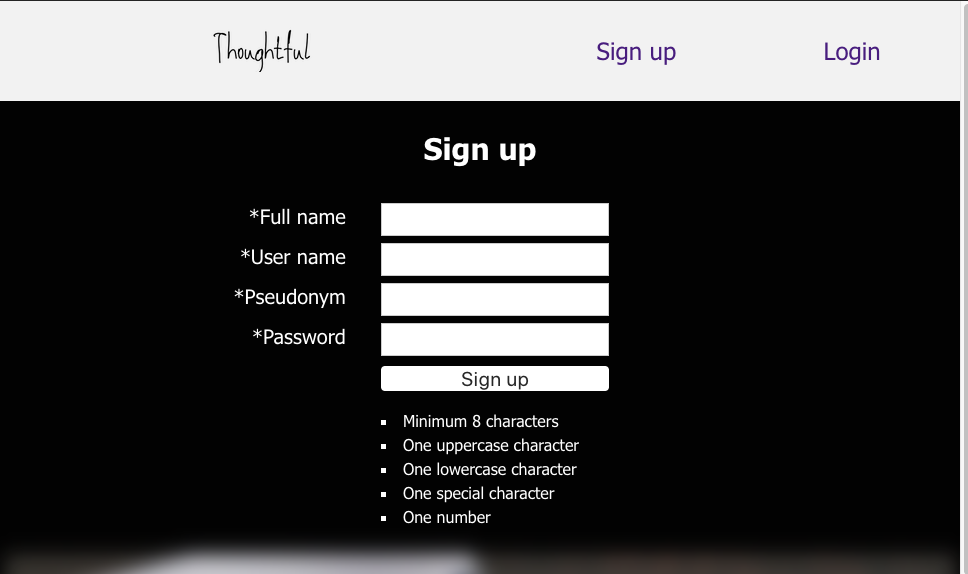 Thoughtful Sign up Login
Sign up
*Full name
*User name
*Pseudonym
*Password
Sign up
Minimum 8 characters
One uppercase character
One lowercase character
One special character
One number